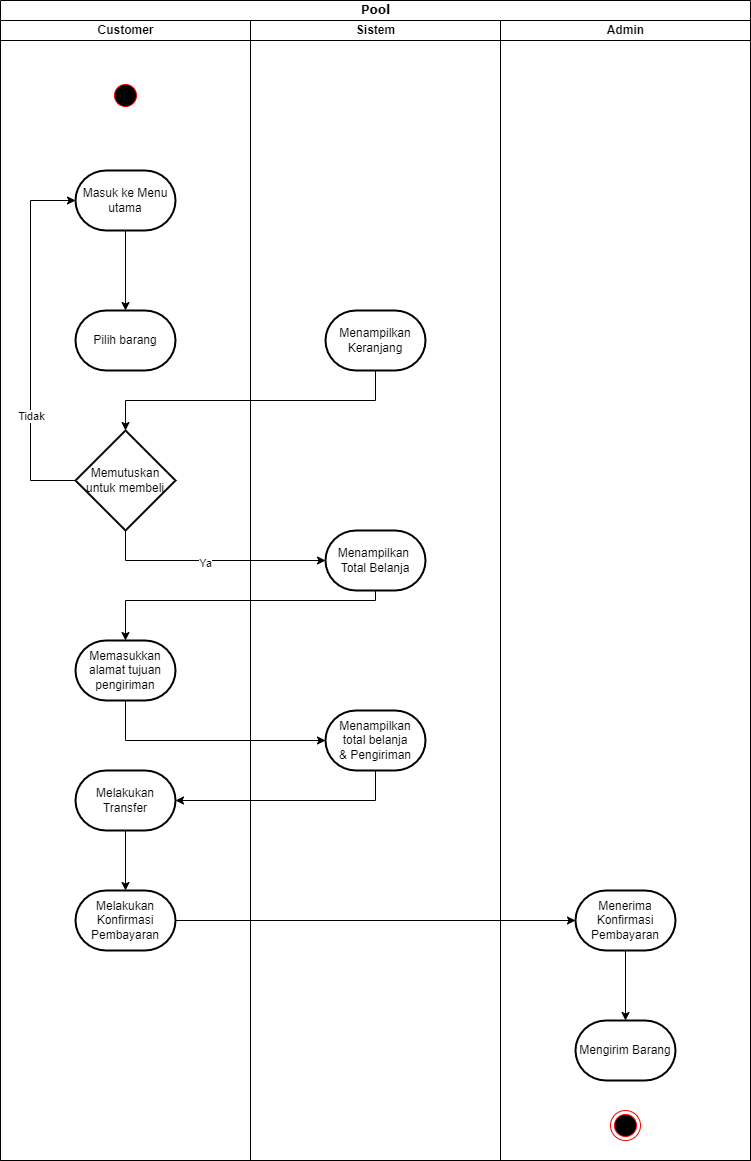 Pool
Customer
Sistem
Admin
Masuk ke Menu
utama
Pilih barang
Menampilkan
Keranjang
Tidak
Memutuskan
untuk membeli
Ya
Menampilkan
Total Belanja
Memasukkan
alamat tujuan
pengiriman
Menampilkan
total belanja
& Pengiriman
Melakukan
Transfer
Melakukan
Konfirmasi
Pembayaran
Menerima
Konfirmasi
Pembayaran
Mengirim Barang